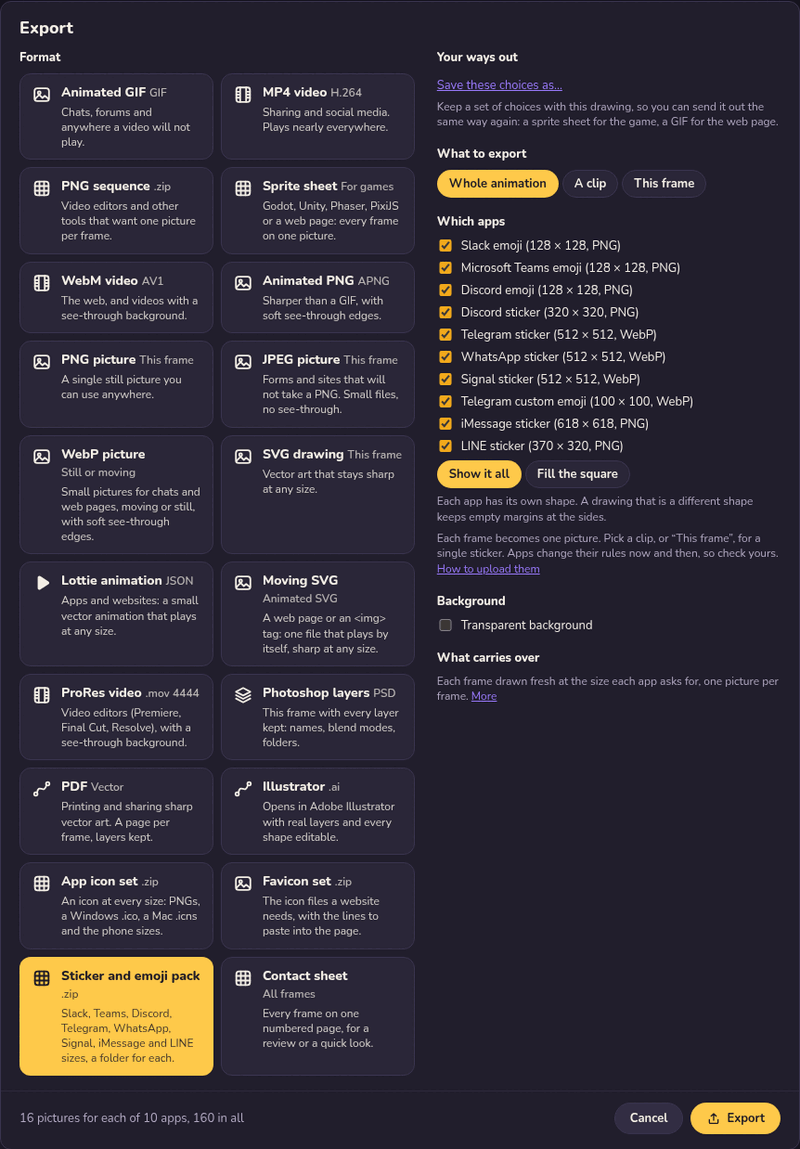 Export
Format
Animated GIF GIF
Chats, forums and
anywhere a video will not
play.
MP4 video H.264
Sharing and social media.
Plays nearly everywhere.
PNG sequence .zip
Video editors and other
tools that want one picture
per frame.
Sprite sheet For games
Godot, Unity, Phaser, PixiJS
or a web page: every frame
on one picture.
WebM video AV1
The web, and videos with a
see-through background.
Animated PNG APNG
Sharper than a GIF, with
soft see-through edges.
PNG picture This frame
A single still picture you
can use anywhere.
JPEG picture This frame
Forms and sites that will
not take a PNG. Small files,
no see-through.
WebP picture
Still or moving
Small pictures for chats and
web pages, moving or still,
with soft see-through
edges.
SVG drawing This frame
Vector art that stays sharp
at any size.
Lottie animation JSON
Apps and websites: a small
vector animation that plays
at any size.
Moving SVG
Animated SVG
A web page or an <img>
tag: one file that plays by
itself, sharp at any size.
ProRes video .mov 4444
Video editors (Premiere,
Final Cut, Resolve), with a
see-through background.
Photoshop layers PSD
This frame with every layer
kept: names, blend modes,
folders.
PDF Vector
Printing and sharing sharp
vector art. A page per
frame, layers kept.
Illustrator .ai
Opens in Adobe Illustrator
with real layers and every
shape editable.
App icon set .zip
An icon at every size: PNGs,
a Windows .ico, a Mac .icns
and the phone sizes.
Favicon set .zip
The icon files a website
needs, with the lines to
paste into the page.
Sticker and emoji pack
.zip
Slack, Teams, Discord,
Telegram, WhatsApp,
Signal, iMessage and LINE
sizes, a folder for each.
Contact sheet
All frames
Every frame on one
numbered page, for a
review or a quick look.
Your ways out
Save these choices as...
Keep a set of choices with this drawing, so you can send it out the
same way again: a sprite sheet for the game, a GIF for the web page.
What to export
Whole animation
A clip
This frame
Which apps
Slack emoji (128 × 128, PNG)
Microsoft Teams emoji (128 × 128, PNG)
Discord emoji (128 × 128, PNG)
Discord sticker (320 × 320, PNG)
Telegram sticker (512 × 512, WebP)
WhatsApp sticker (512 × 512, WebP)
Signal sticker (512 × 512, WebP)
Telegram custom emoji (100 × 100, WebP)
iMessage sticker (618 × 618, PNG)
LINE sticker (370 × 320, PNG)
Show it all
Fill the square
Each app has its own shape. A drawing that is a different shape
keeps empty margins at the sides.
Each frame becomes one picture. Pick a clip, or “This frame”, for a
single sticker. Apps change their rules now and then, so check yours.
How to upload them
Background
Transparent background
What carries over
Each frame drawn fresh at the size each app asks for, one picture per
frame. More
16 pictures for each of 10 apps, 160 in all
Cancel
Export